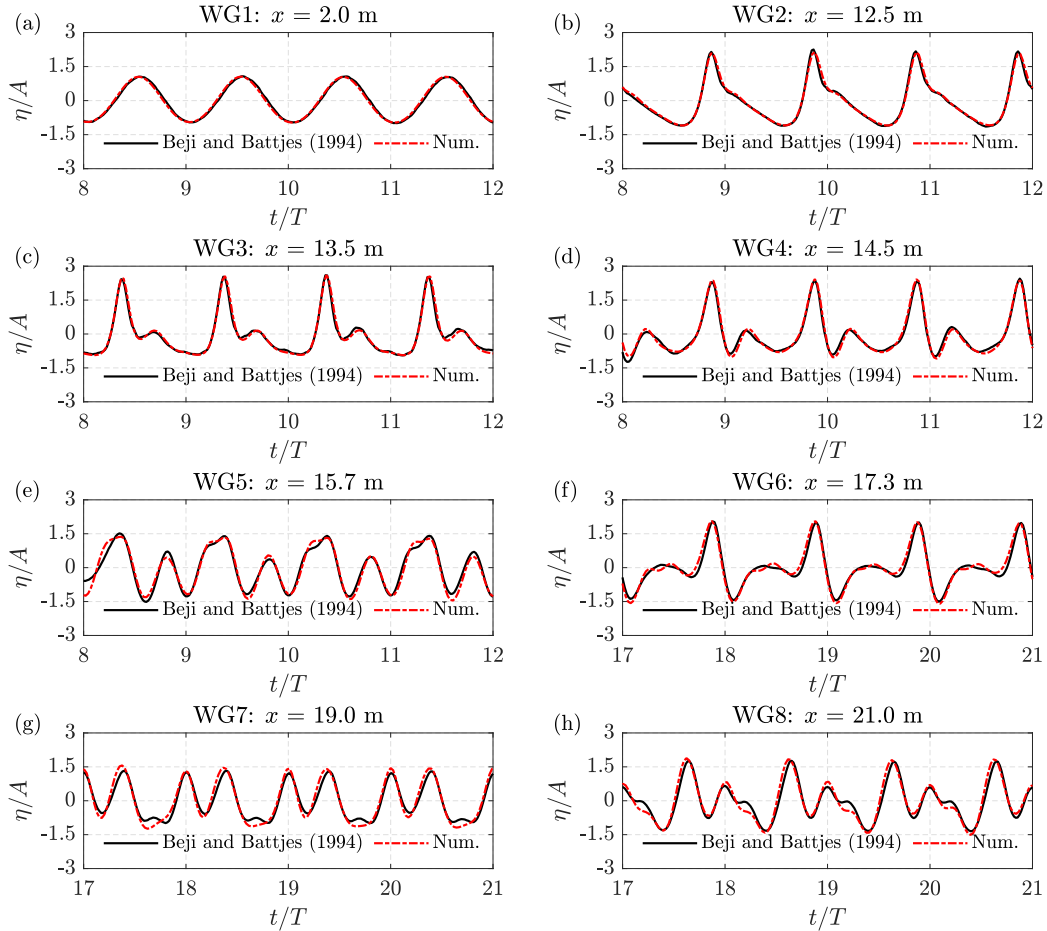 (a) WG1: x = 2.0 m
3
1.5
0
-1.5
-3
η/A
Beji and Battjes (1994) Num.
8 9 10 11 12
t/T
(b) WG2: x = 12.5 m
3
1.5
0
-1.5
-3
η/A
Beji and Battjes (1994) Num.
8 9 10 11 12
t/T
(c) WG3: x = 13.5 m
3
1.5
0
-1.5
-3
η/A
Beji and Battjes (1994) Num.
8 9 10 11 12
t/T
(d) WG4: x = 14.5 m
3
1.5
0
-1.5
-3
η/A
Beji and Battjes (1994) Num.
8 9 10 11 12
t/T
(e) WG5: x = 15.7 m
3
1.5
0
-1.5
-3
η/A
Beji and Battjes (1994) Num.
8 9 10 11 12
t/T
(f) WG6: x = 17.3 m
3
1.5
0
-1.5
-3
η/A
Beji and Battjes (1994) Num.
17 18 19 20 21
t/T
(g) WG7: x = 19.0 m
3
1.5
0
-1.5
-3
η/A
Beji and Battjes (1994) Num.
17 18 19 20 21
t/T
(h) WG8: x = 21.0 m
3
1.5
0
-1.5
-3
η/A
Beji and Battjes (1994) Num.
17 18 19 20 21
t/T